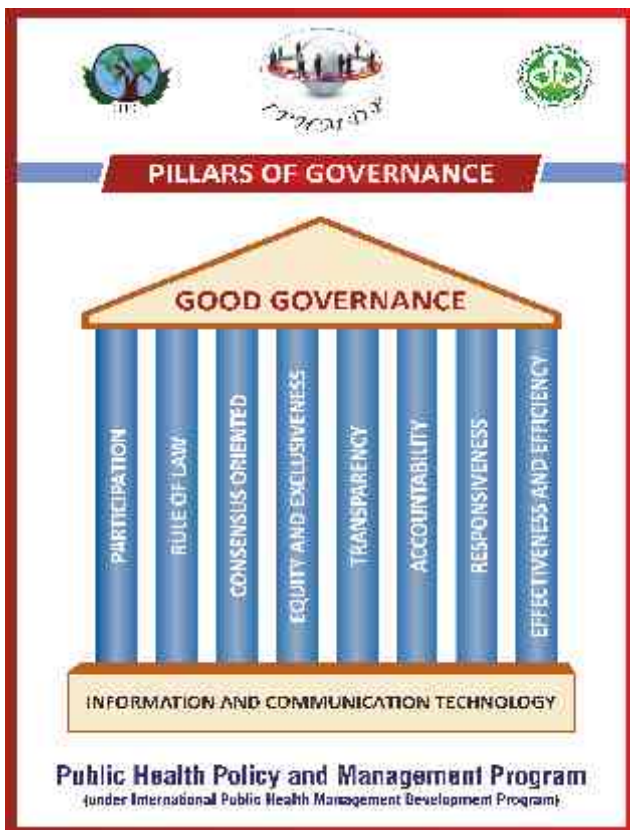 PILLARS OF GOVERNANCE
GOOD GOVERNANCE
PARTICIPATION
RULE OF LAW
CONSENSUS ORIENTED
EQUITY AND EXCLUSIVENESS
TRANSPARENCY
ACCOUNTABILITY
RESPONSIVENESS
EFFECTIVENESS AND EFFICIENCY
INFORMATION AND COMMUNICATION TECHNOLOGY
Public Health Policy and Management Program
(under International Public Health Management Development Program)